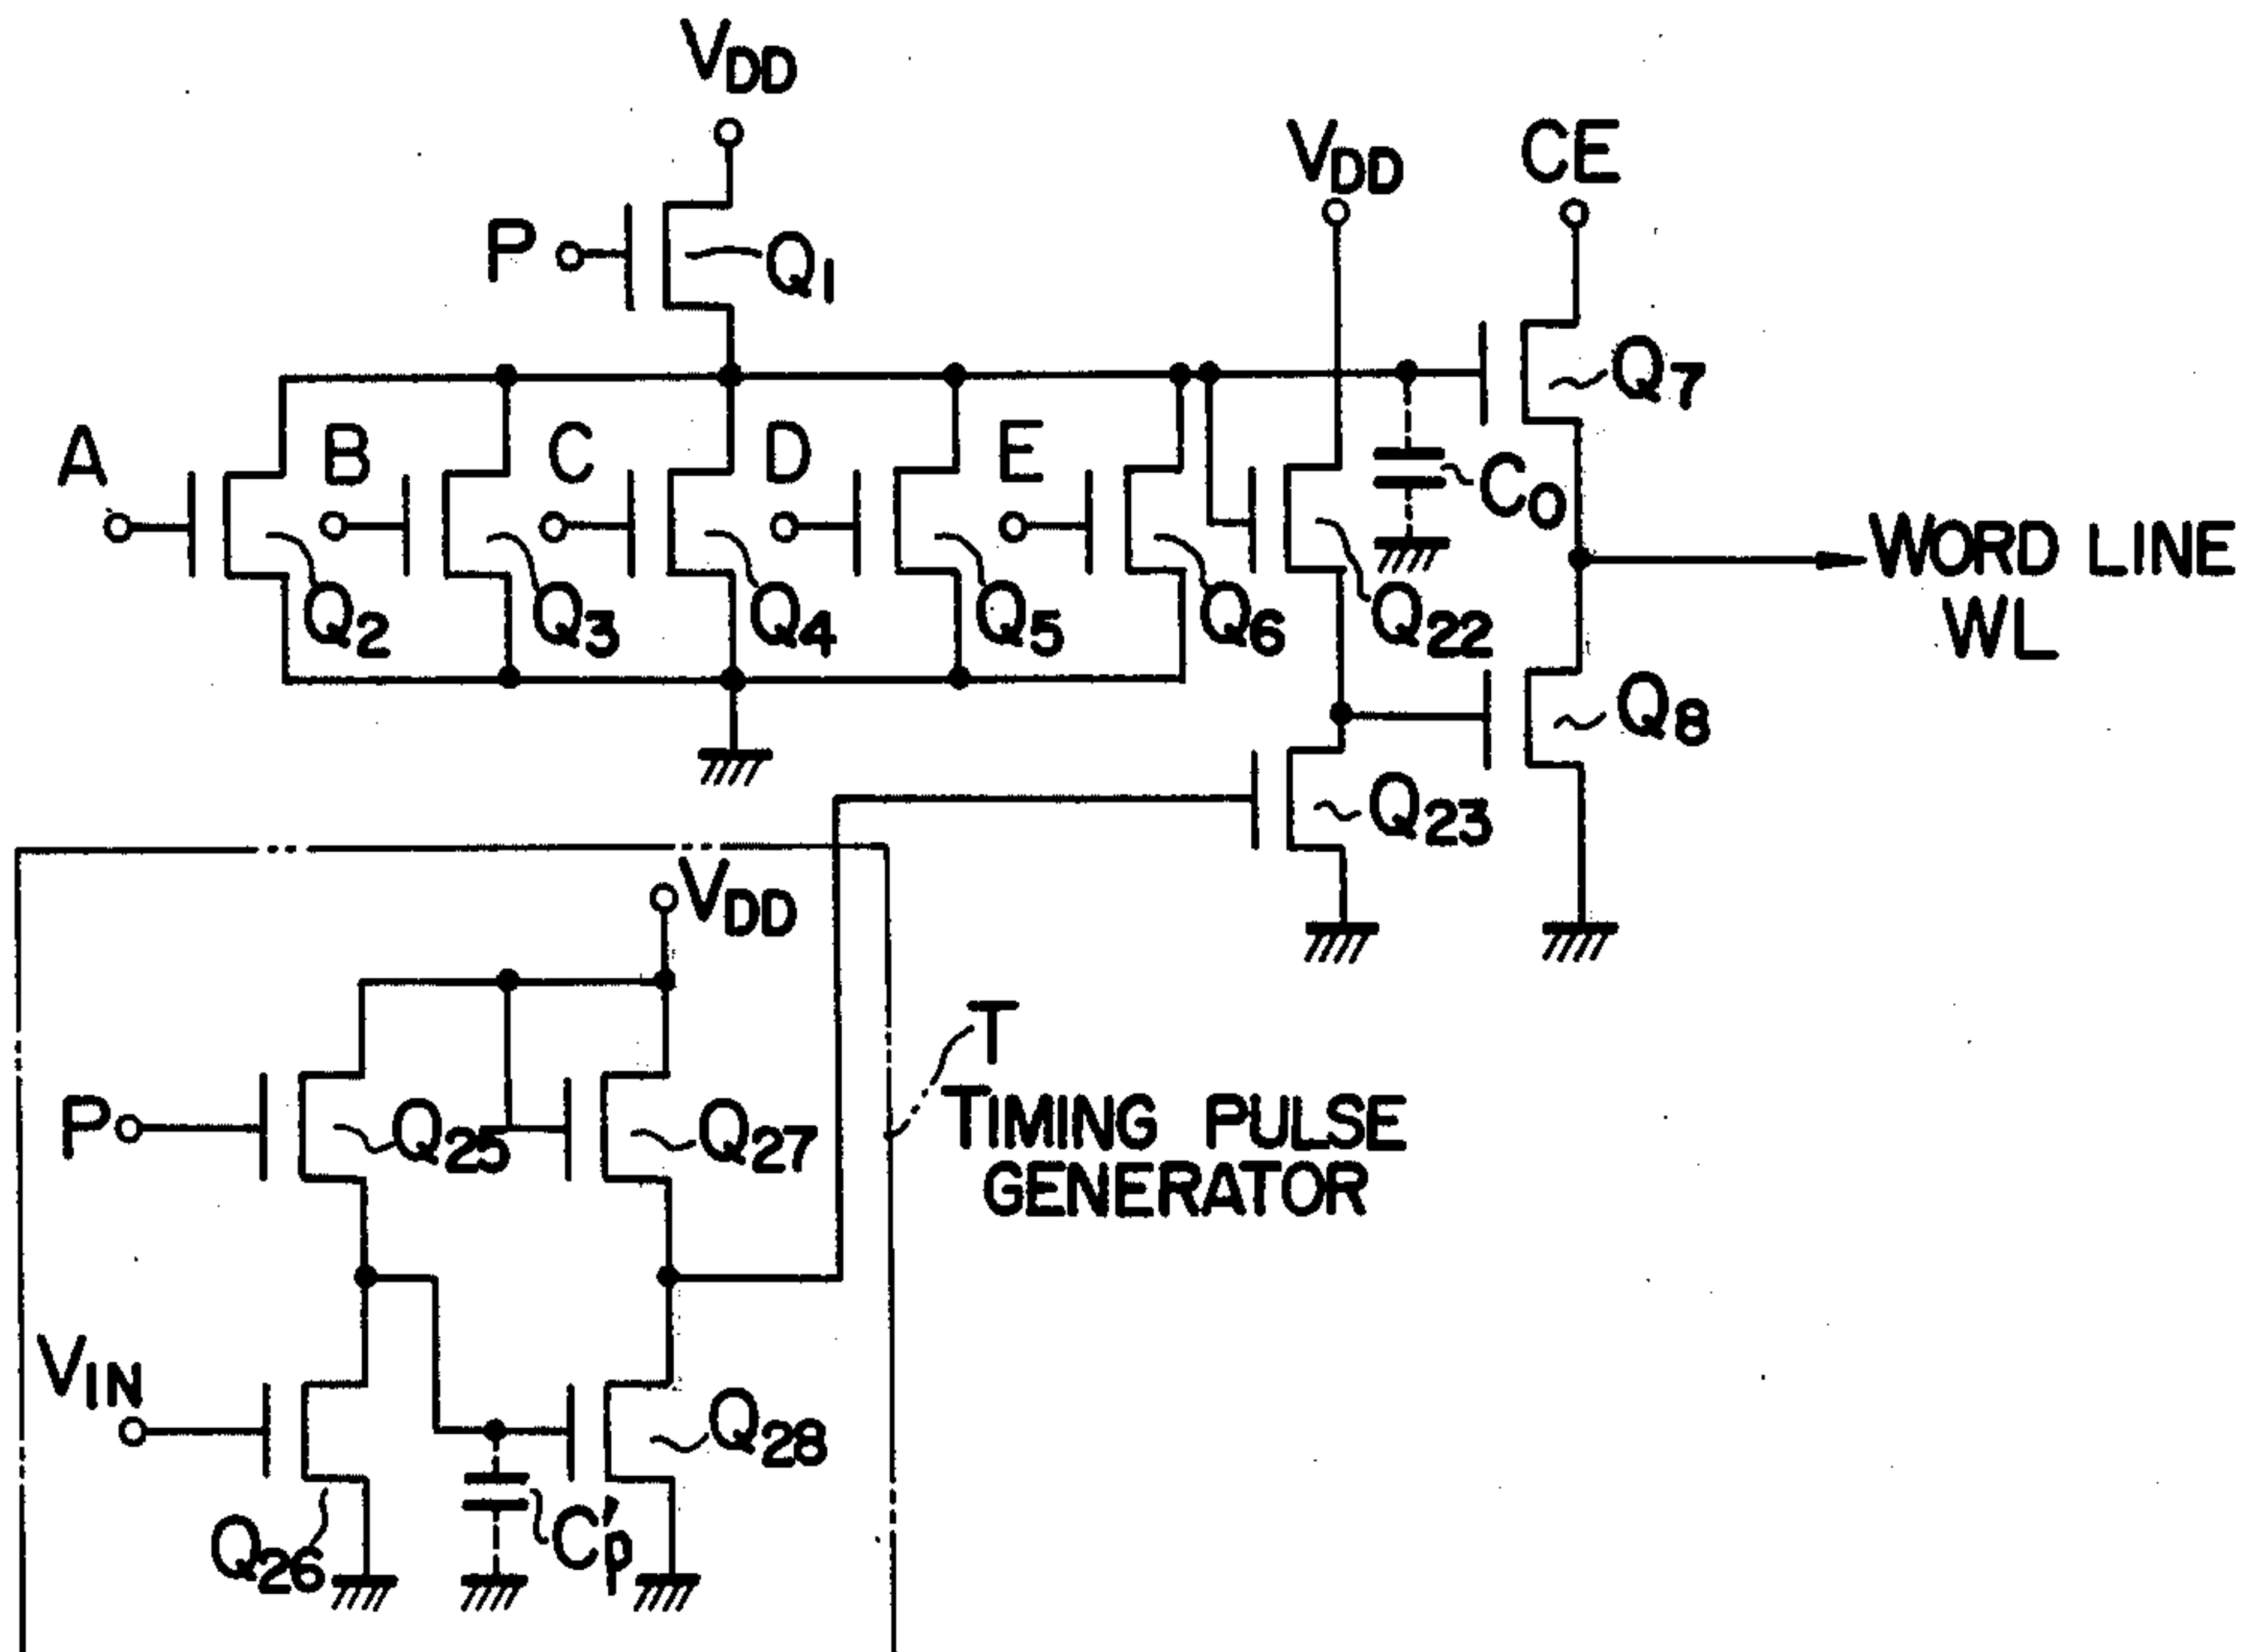 VDD
VDD
CE
P
Q1
Q7
A
B
C
D
E
C0
WORD LINE
WL
Q2
Q3
Q4
Q5
Q6
Q22
Q8
Q23
VDD
T
TIMING PULSE
GENERATOR
P
Q25
Q27
VIN
Q28
Q26
C'p